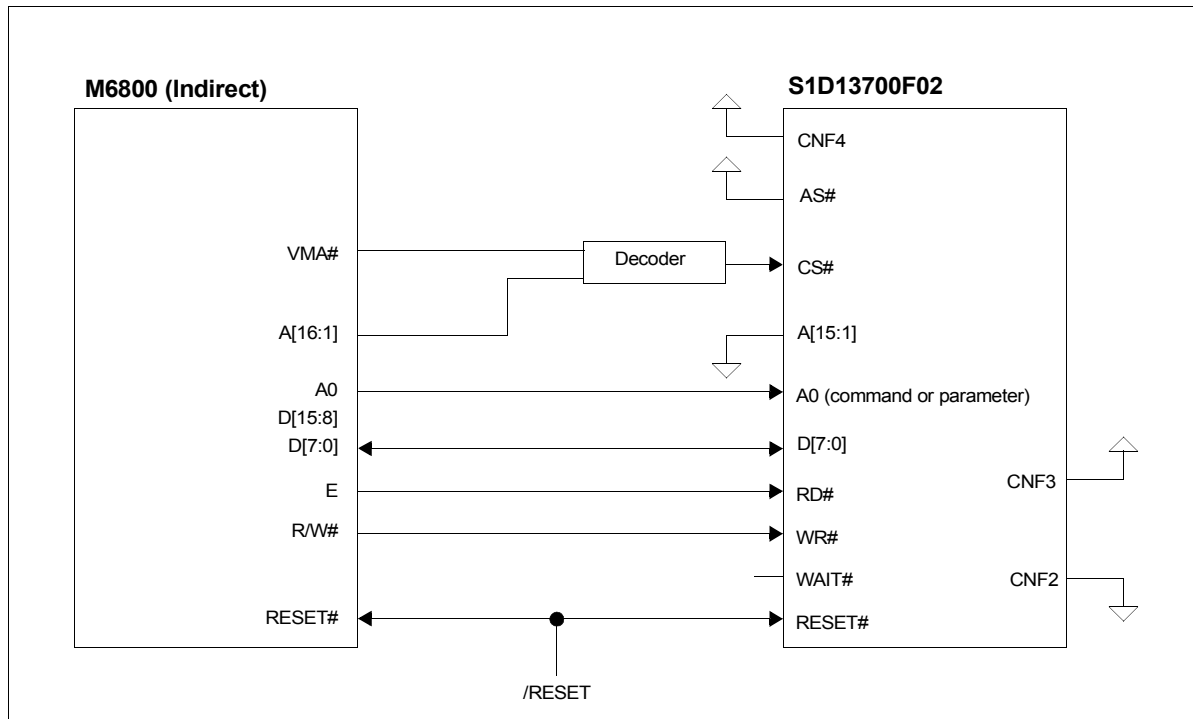 M6800 (Indirect)
VMA#
A[16:1]
A0
D[15:8]
D[7:0]
E
R/W#
RESET#
Decoder
/RESET
S1D13700F02
CNF4
AS#
CS#
A[15:1]
A0 (command or parameter)
D[7:0]
RD#
WR#
WAIT#
RESET#
CNF3
CNF2